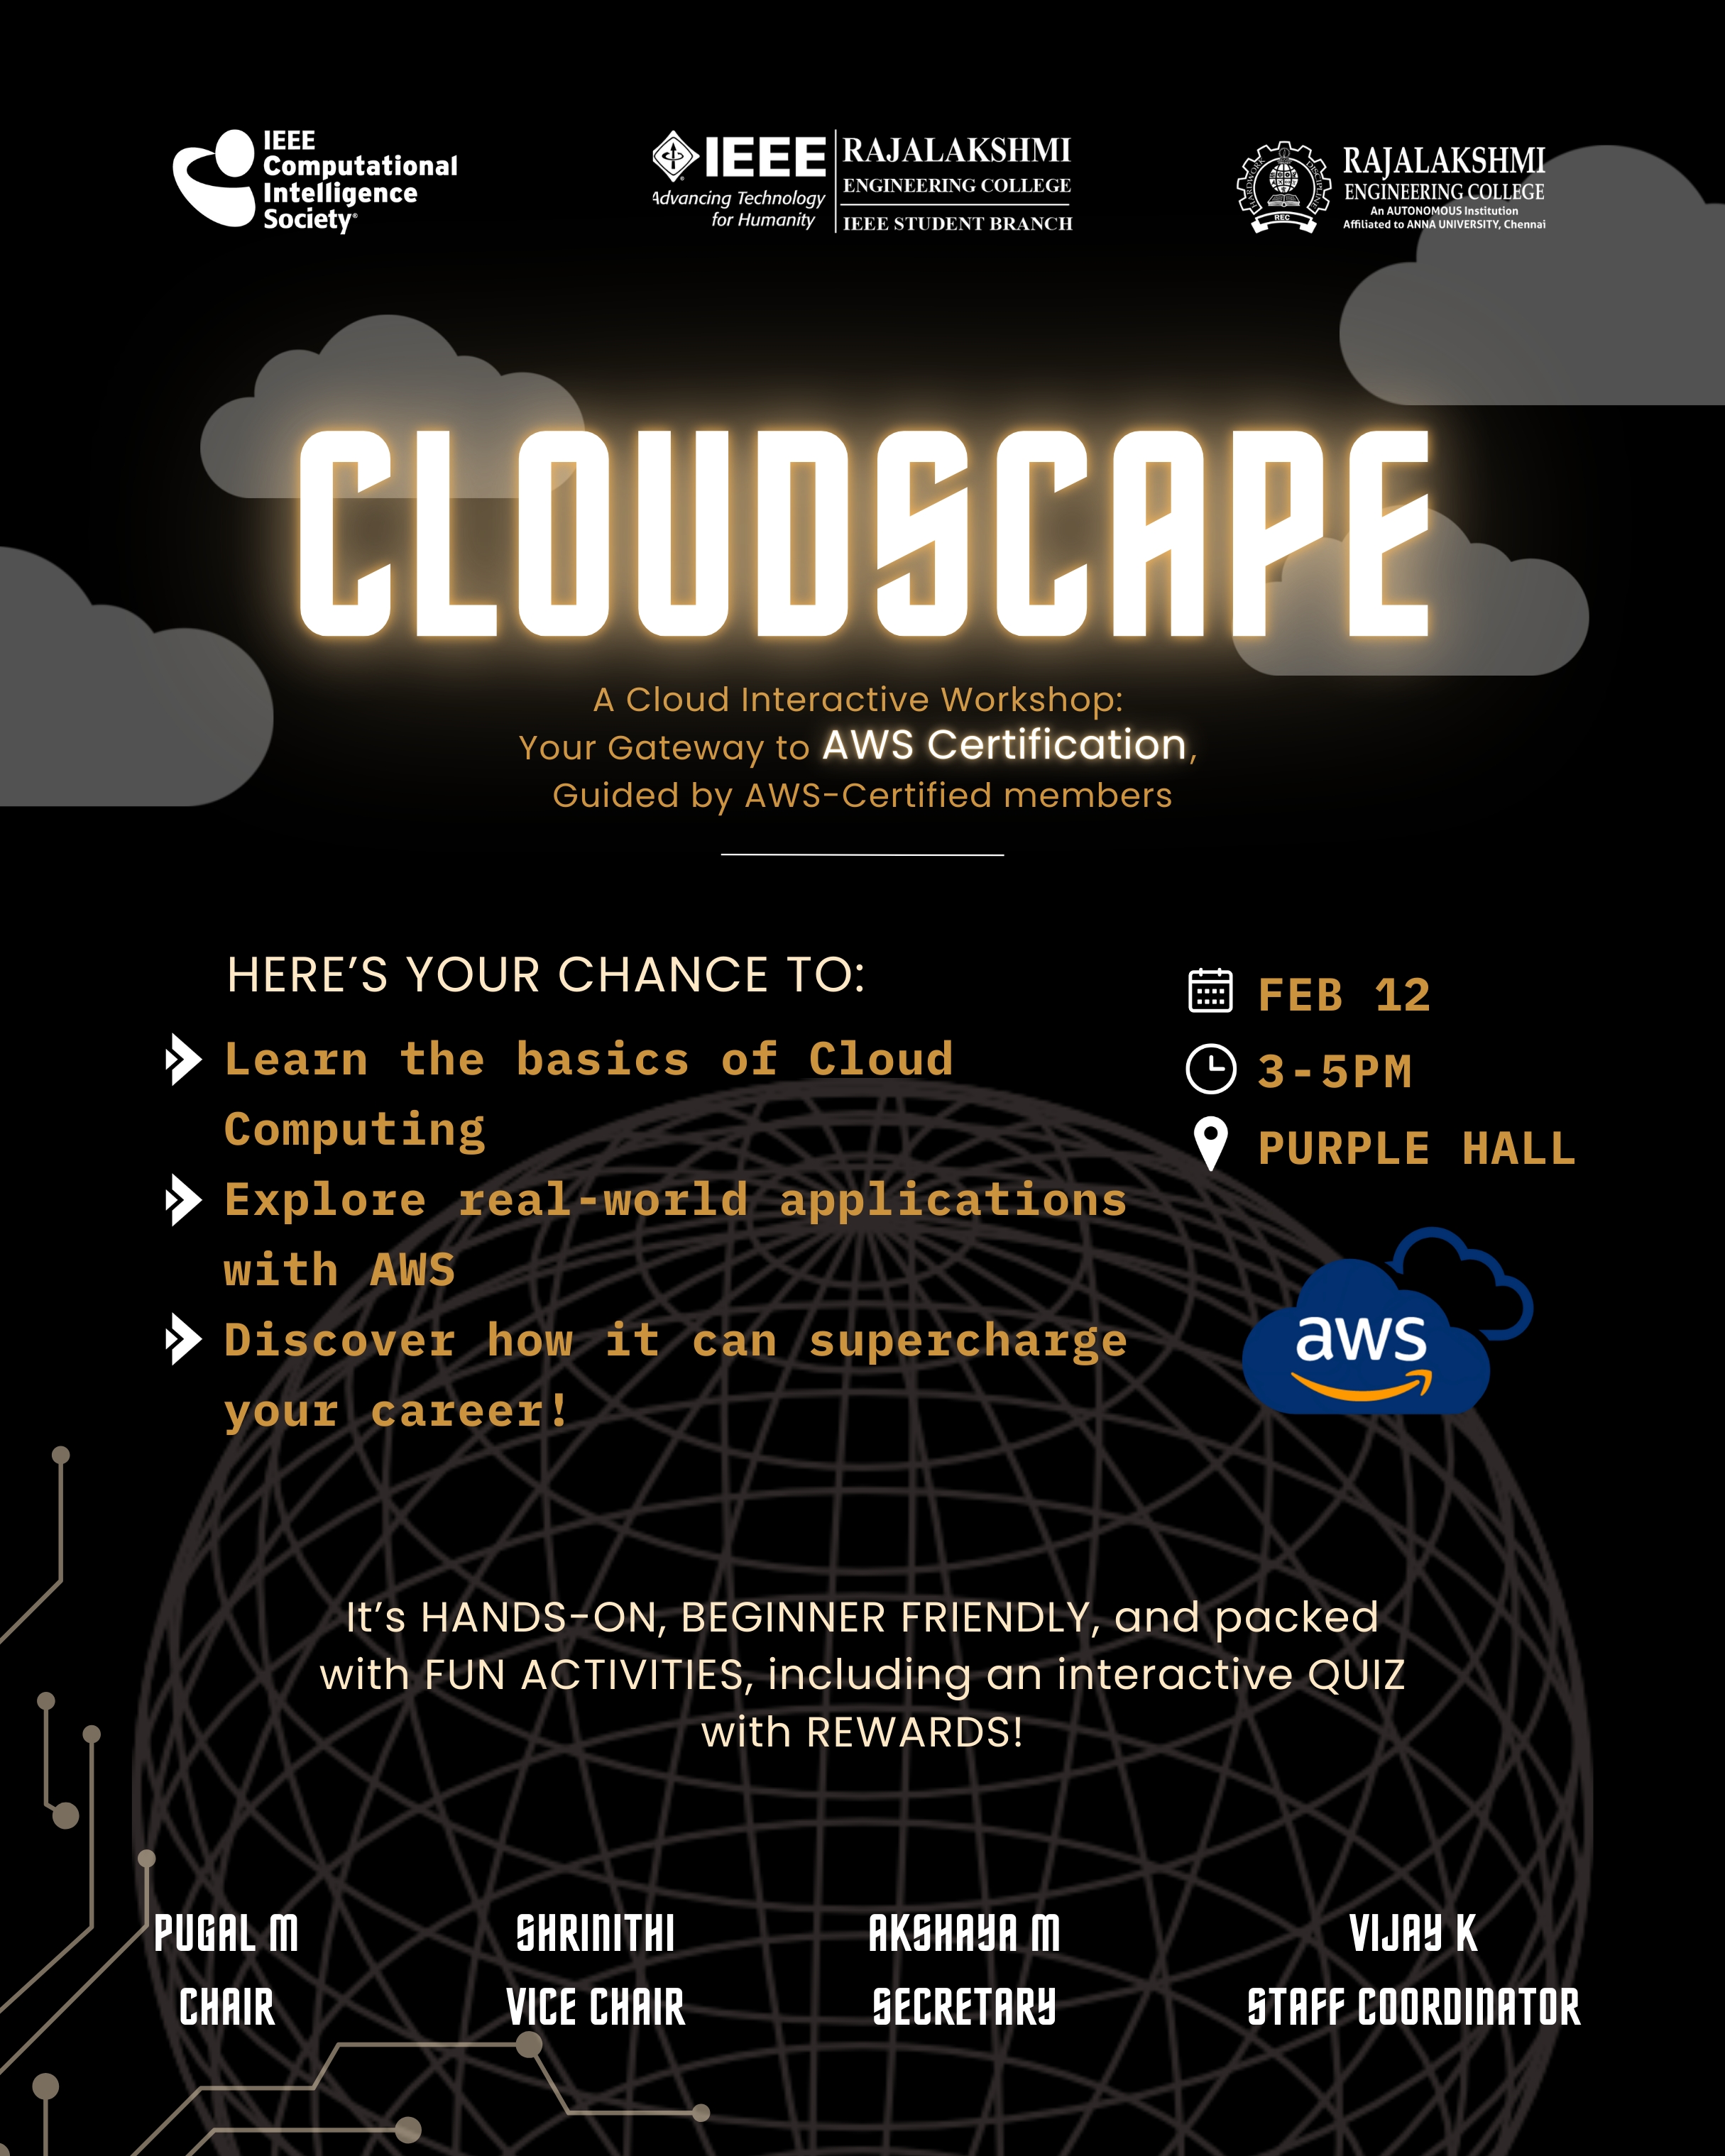 IEEE
Computational
Intelligence
Society
IEEE
Advancing Technology
for Humanity
RAJALAKSHMI
ENGINEERING COLLEGE
IEEE STUDENT BRANCH
HARDWORK
DISCIPLINE
REC
RAJALAKSHMI
ENGINEERING COLLEGE
An AUTONOMOUS Institution
Affiliated to ANNA UNIVERSITY, Chennai
CLOUDSCAPE
A Cloud Interactive Workshop:
Your Gateway to AWS Certification,
Guided by AWS-Certified members
HERE'S YOUR CHANCE TO:
Learn the basics of Cloud
Computing
Explore real-world applications
with AWS
Discover how it can supercharge
your career!
FEB 12
3-5PM
PURPLE HALL
aws
It's HANDS-ON, BEGINNER FRIENDLY, and packed
with FUN ACTIVITIES, including an interactive QUIZ
with REWARDS!
PUGAL M
CHAIR
SHRINITHI
VICE CHAIR
AKSHAYA M
SECRETARY
VIJAY K
STAFF COORDINATOR